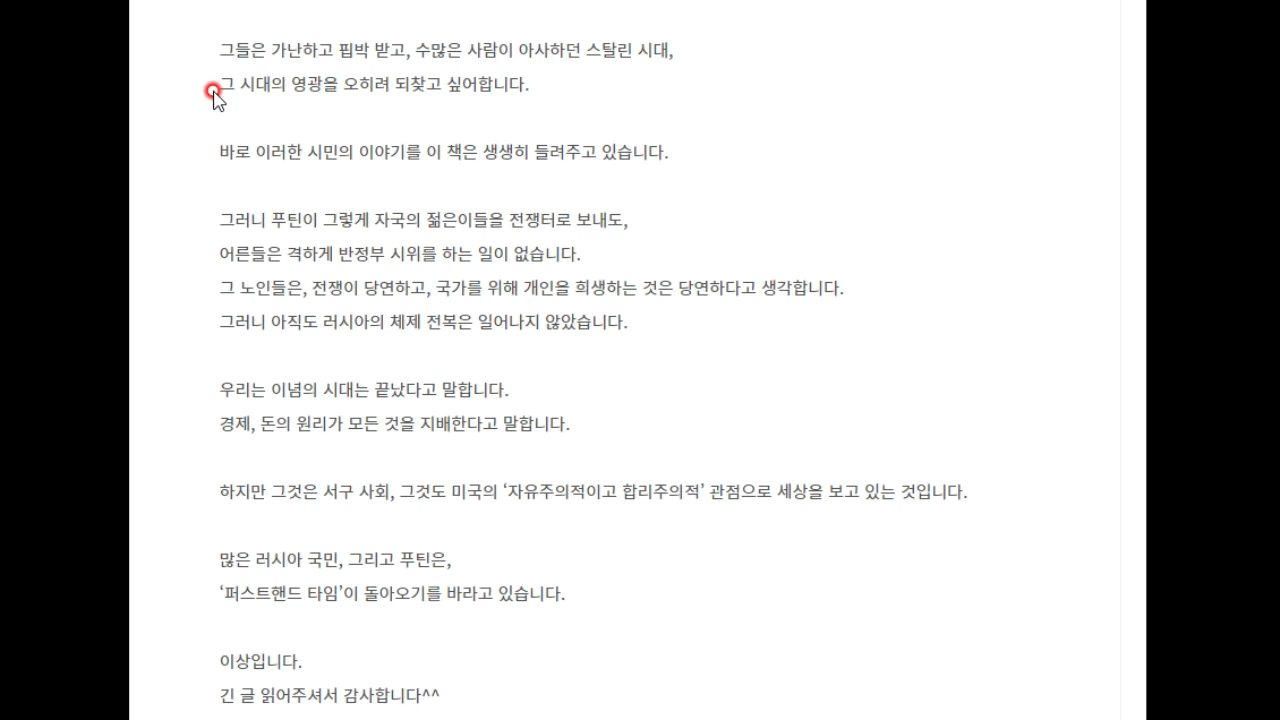 그들은 가난하고 핍박 받고, 수많은 사람이 아사하던 스탈린 시대,
그 시대의 영광을 오히려 되찾고 싶어합니다.
바로 이러한 시민의 이야기를 이 책은 생생히 들려주고 있습니다.
그러니 푸틴이 그렇게 자국의 젊은이들을 전쟁터로 보내도,
어른들은 격하게 반정부 시위를 하는 일이 없습니다.
그 노인들은, 전쟁이 당연하고, 국가를 위해 개인을 희생하는 것은 당연하다고 생각합니다.
그러니 아직도 러시아의 체제 전복은 일어나지 않았습니다.
우리는 이념의 시대는 끝났다고 말합니다.
경제, 돈의 원리가 모든 것을 지배한다고 말합니다.
하지만 그것은 서구 사회, 그것도 미국의 ‘자유주의적이고 합리주의적’ 관점으로 세상을 보고 있는 것입니다.
많은 러시아 국민, 그리고 푸틴은,
‘퍼스트핸드 타임’이 돌아오기를 바라고 있습니다.
이상입니다.
긴 글 읽어주셔서 감사합니다^^